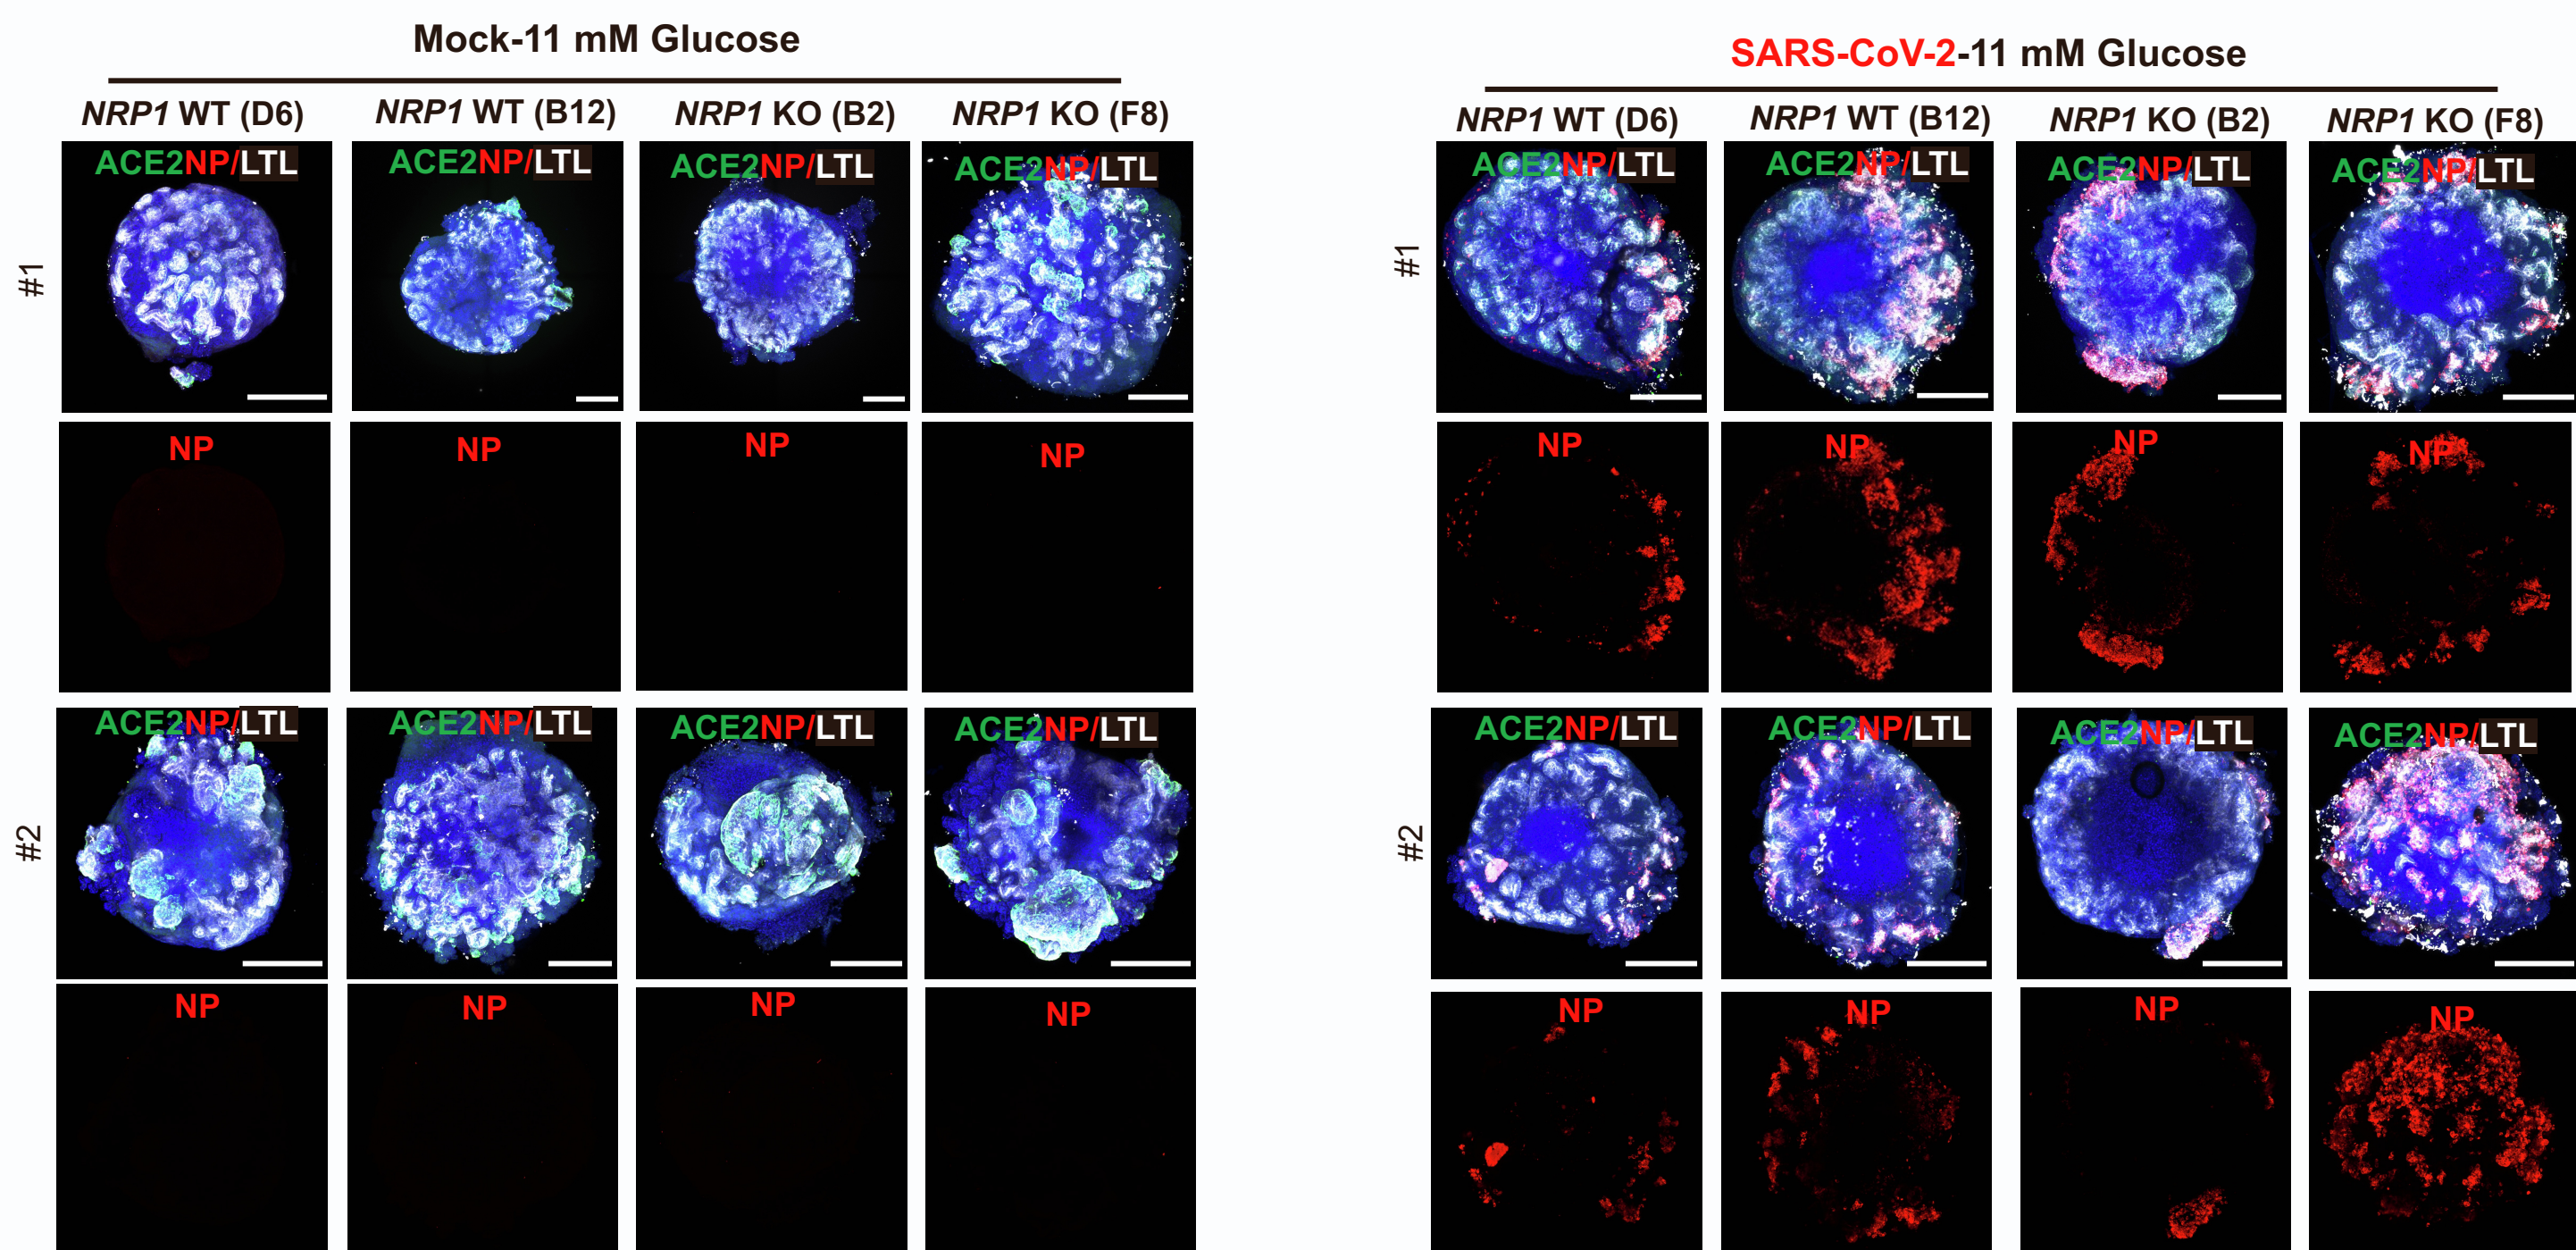 Mock-11 mM Glucose
NRP1 WT (D6) NRP1 WT (B12) NRP1 KO (B2) NRP1 KO (F8)
#1
ACE2NP/LTL ACE2NP/LTL ACE2NP/LTL ACE2NP/LTL
NP NP NP NP
#2
ACE2NP/LTL ACE2NP/LTL ACE2NP/LTL ACE2NP/LTL
NP NP NP NP
SARS-CoV-2-11 mM Glucose
NRP1 WT (D6) NRP1 WT (B12) NRP1 KO (B2) NRP1 KO (F8)
#1
ACE2NP/LTL ACE2NP/LTL ACE2NP/LTL ACE2NP/LTL
NP NP NP NP
#2
ACE2NP/LTL ACE2NP/LTL ACE2NP/LTL ACE2NP/LTL
NP NP NP NP